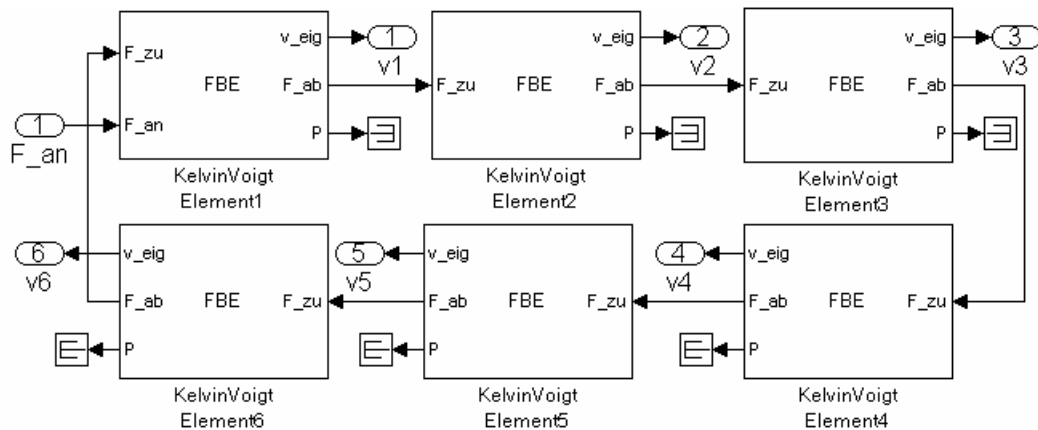 v_eig 1 v_eig 2 v_eig 3
F_zu v1 v2 v3
FBE F_ab F_zu FBE F_ab F_zu FBE F_ab
1 F_an P P P
F_an
KelvinVoigt KelvinVoigt KelvinVoigt
Element1 Element2 Element3
6 v_eig 5 v_eig 4 v_eig
v6 v5 v4
F_ab FBE F_zu F_ab FBE F_zu F_ab FBE F_zu
P P P
KelvinVoigt KelvinVoigt KelvinVoigt
Element6 Element5 Element4